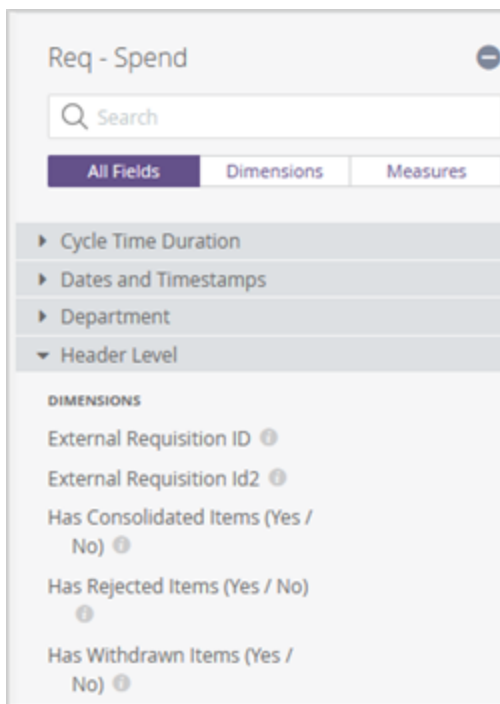 Req - Spend
Search
All Fields Dimensions Measures
Cycle Time Duration
Dates and Timestamps
Department
Header Level
DIMENSIONS
External Requisition ID
External Requisition Id2
Has Consolidated Items (Yes /
No)
Has Rejected Items (Yes / No)
Has Withdrawn Items (Yes /
No)